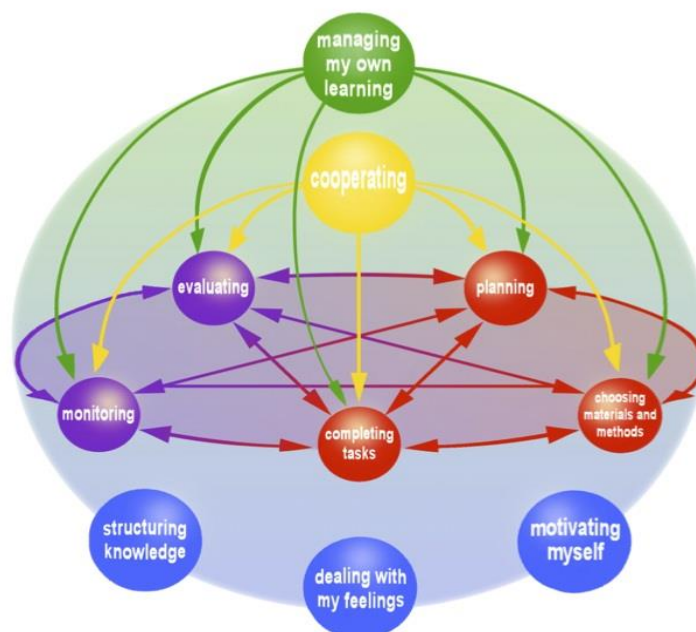 managing
my own
learning
cooperating
evaluating
planning
monitoring
choosing
materials and
methods
completing
tasks
structuring
knowledge
motivating
myself
dealing with
my feelings